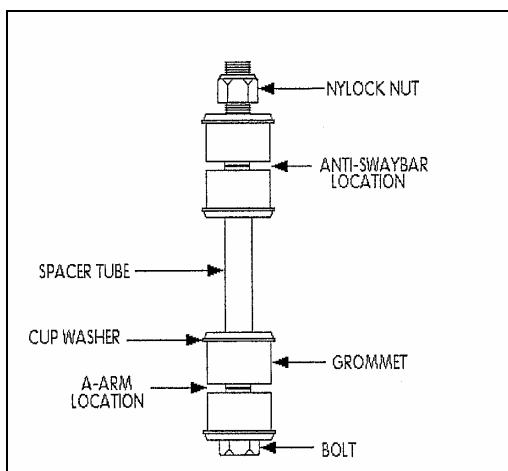 NYLOCK NUT
ANTI-SWAYBAR
LOCATION
SPACER TUBE
CUP WASHER
GROMMET
A-ARM
LOCATION
BOLT